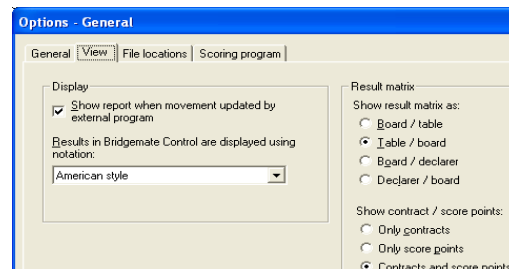 Options - General
General View File locations Scoring program
Display
Show report when movement updated by
external program
Results in Bridgemate Control are displayed using
notation:
American style
Result matrix
Show result matrix as:
Board / table
Table / board
Board / declarer
Declarer / board
Show contract / score points:
Only contracts
Only score points
Contracts and score points